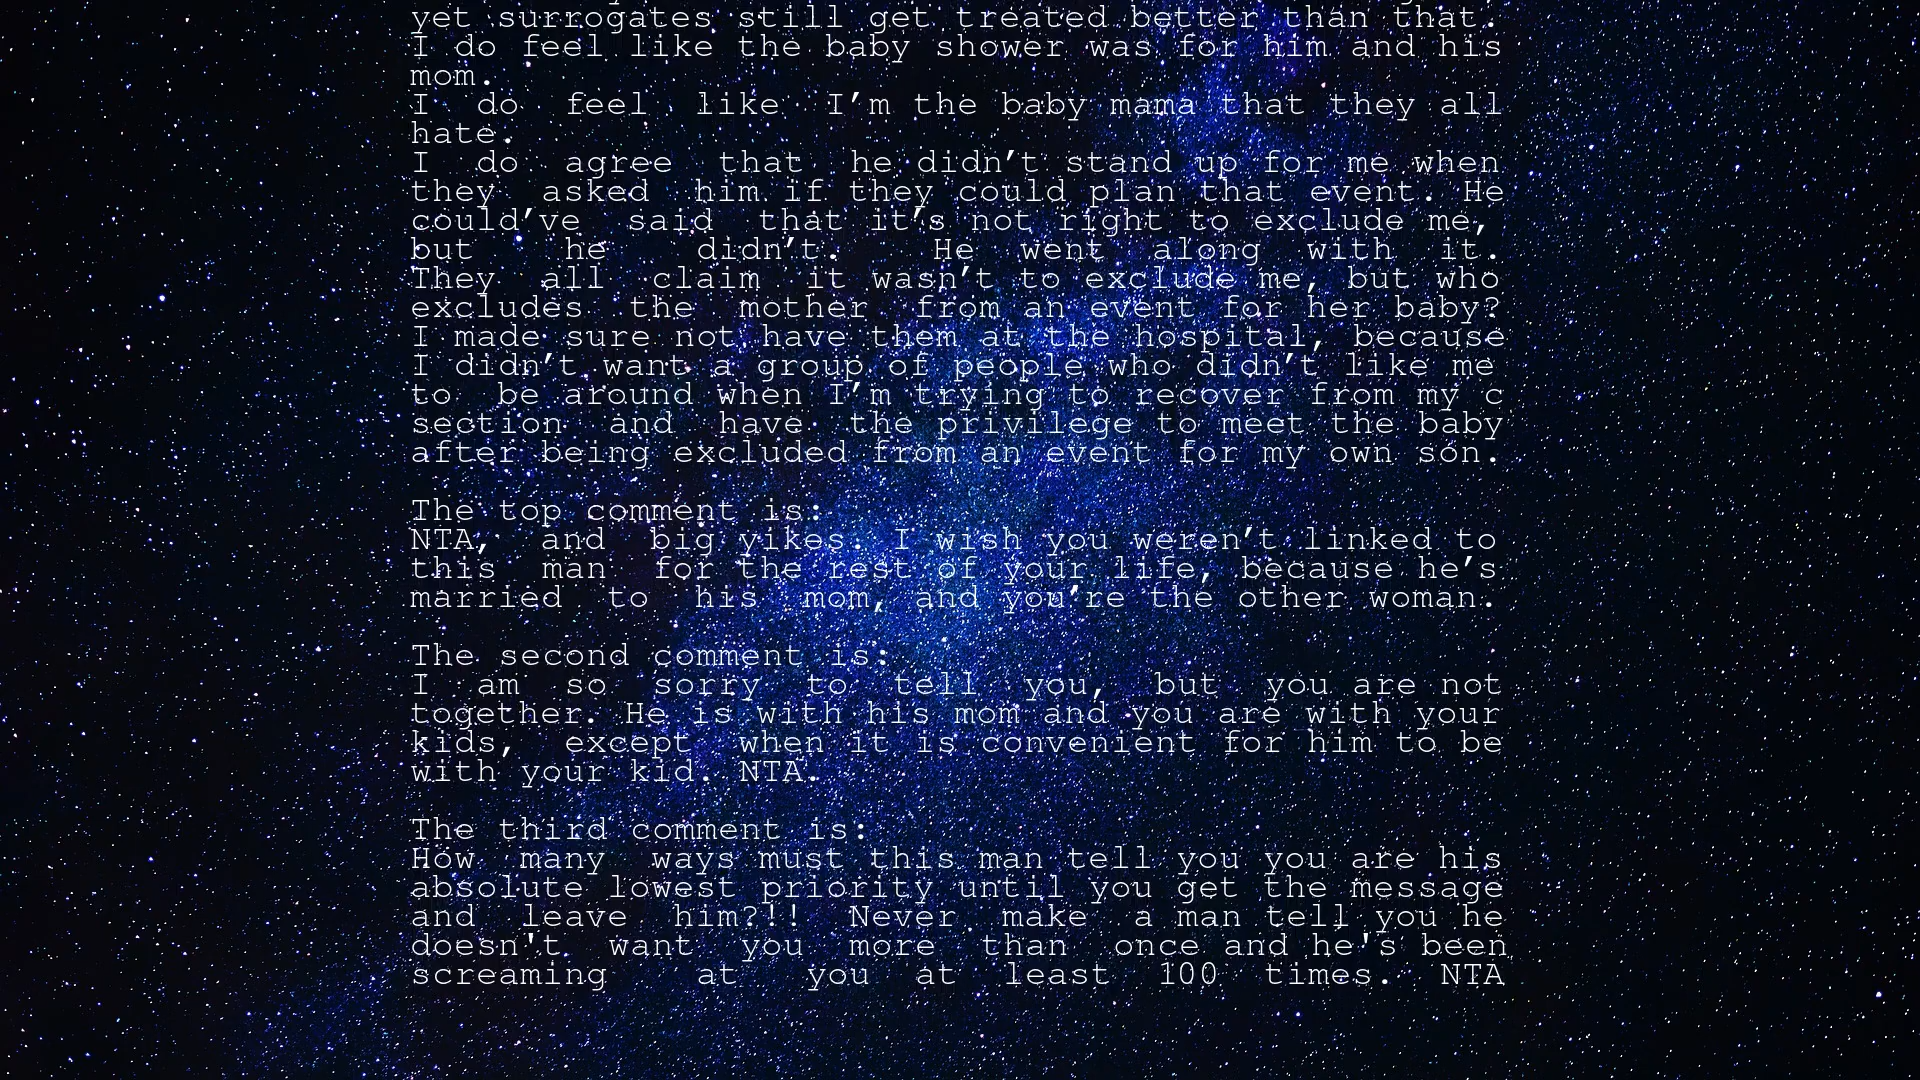 yet surrogates still get treated better than that.
I do feel like the baby shower was for him and his
mom.
I do feel like I’m the baby mama that they all
hate.
I do agree that he didn’t stand up for me when
they asked him if they could plan that event. He
could’ve said that it’s not right to exclude me,
but he didn’t. He went along with it.
They all claim it wasn’t to exclude me, but who
excludes the mother from an event for her baby?
I made sure not have them at the hospital, because
I didn’t want a group of people who didn’t like me
to be around when I’m trying to recover from my c
section and have the privilege to meet the baby
after being excluded from an event for my own son.
The top comment is:
NTA, and big yikes. I wish you weren’t linked to
this man for the rest of your life, because he’s
married to his mom, and you’re the other woman.
The second comment is:
I am so sorry to tell you, but you are not
together. He is with his mom and you are with your
kids, except when it is convenient for him to be
with your kid. NTA.
The third comment is:
How many ways must this man tell you you are his
absolute lowest priority until you get the message
and leave him?!! Never make a man tell you he
doesn't want you more than once and he's been
screaming at you at least 100 times. NTA